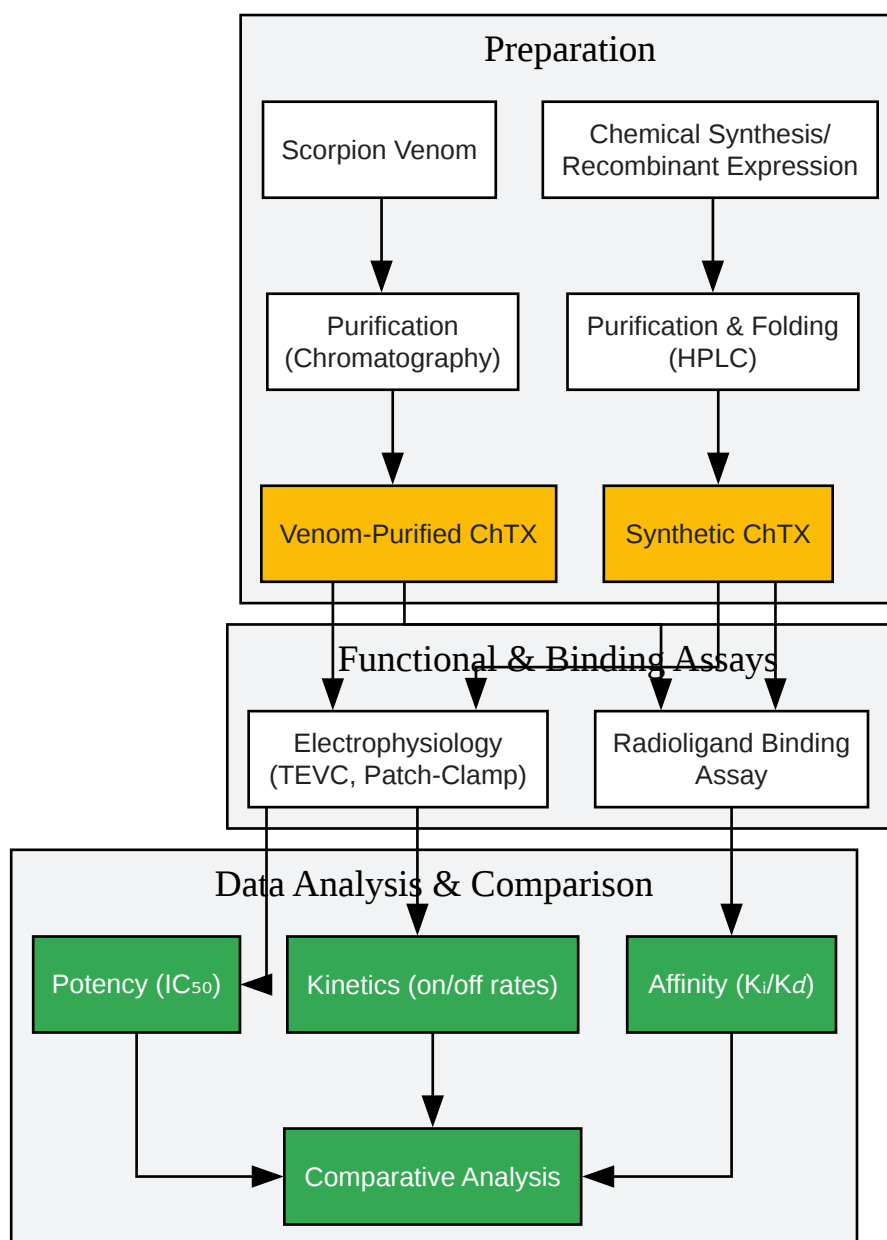 Preparation
Scorpion Venom
Chemical Synthesis/
Recombinant Expression
Purification
(Chromatography)
Purification & Folding
(HPLC)
Venom-Purified ChTX
Synthetic ChTX
Functional & Binding Assays
Electrophysiology
(TEVC, Patch-Clamp)
Radioligand Binding
Assay
Data Analysis & Comparison
Potency (IC₅₀)
Kinetics (on/off rates)
Affinity (Kᵢ/K𝑑)
Comparative Analysis